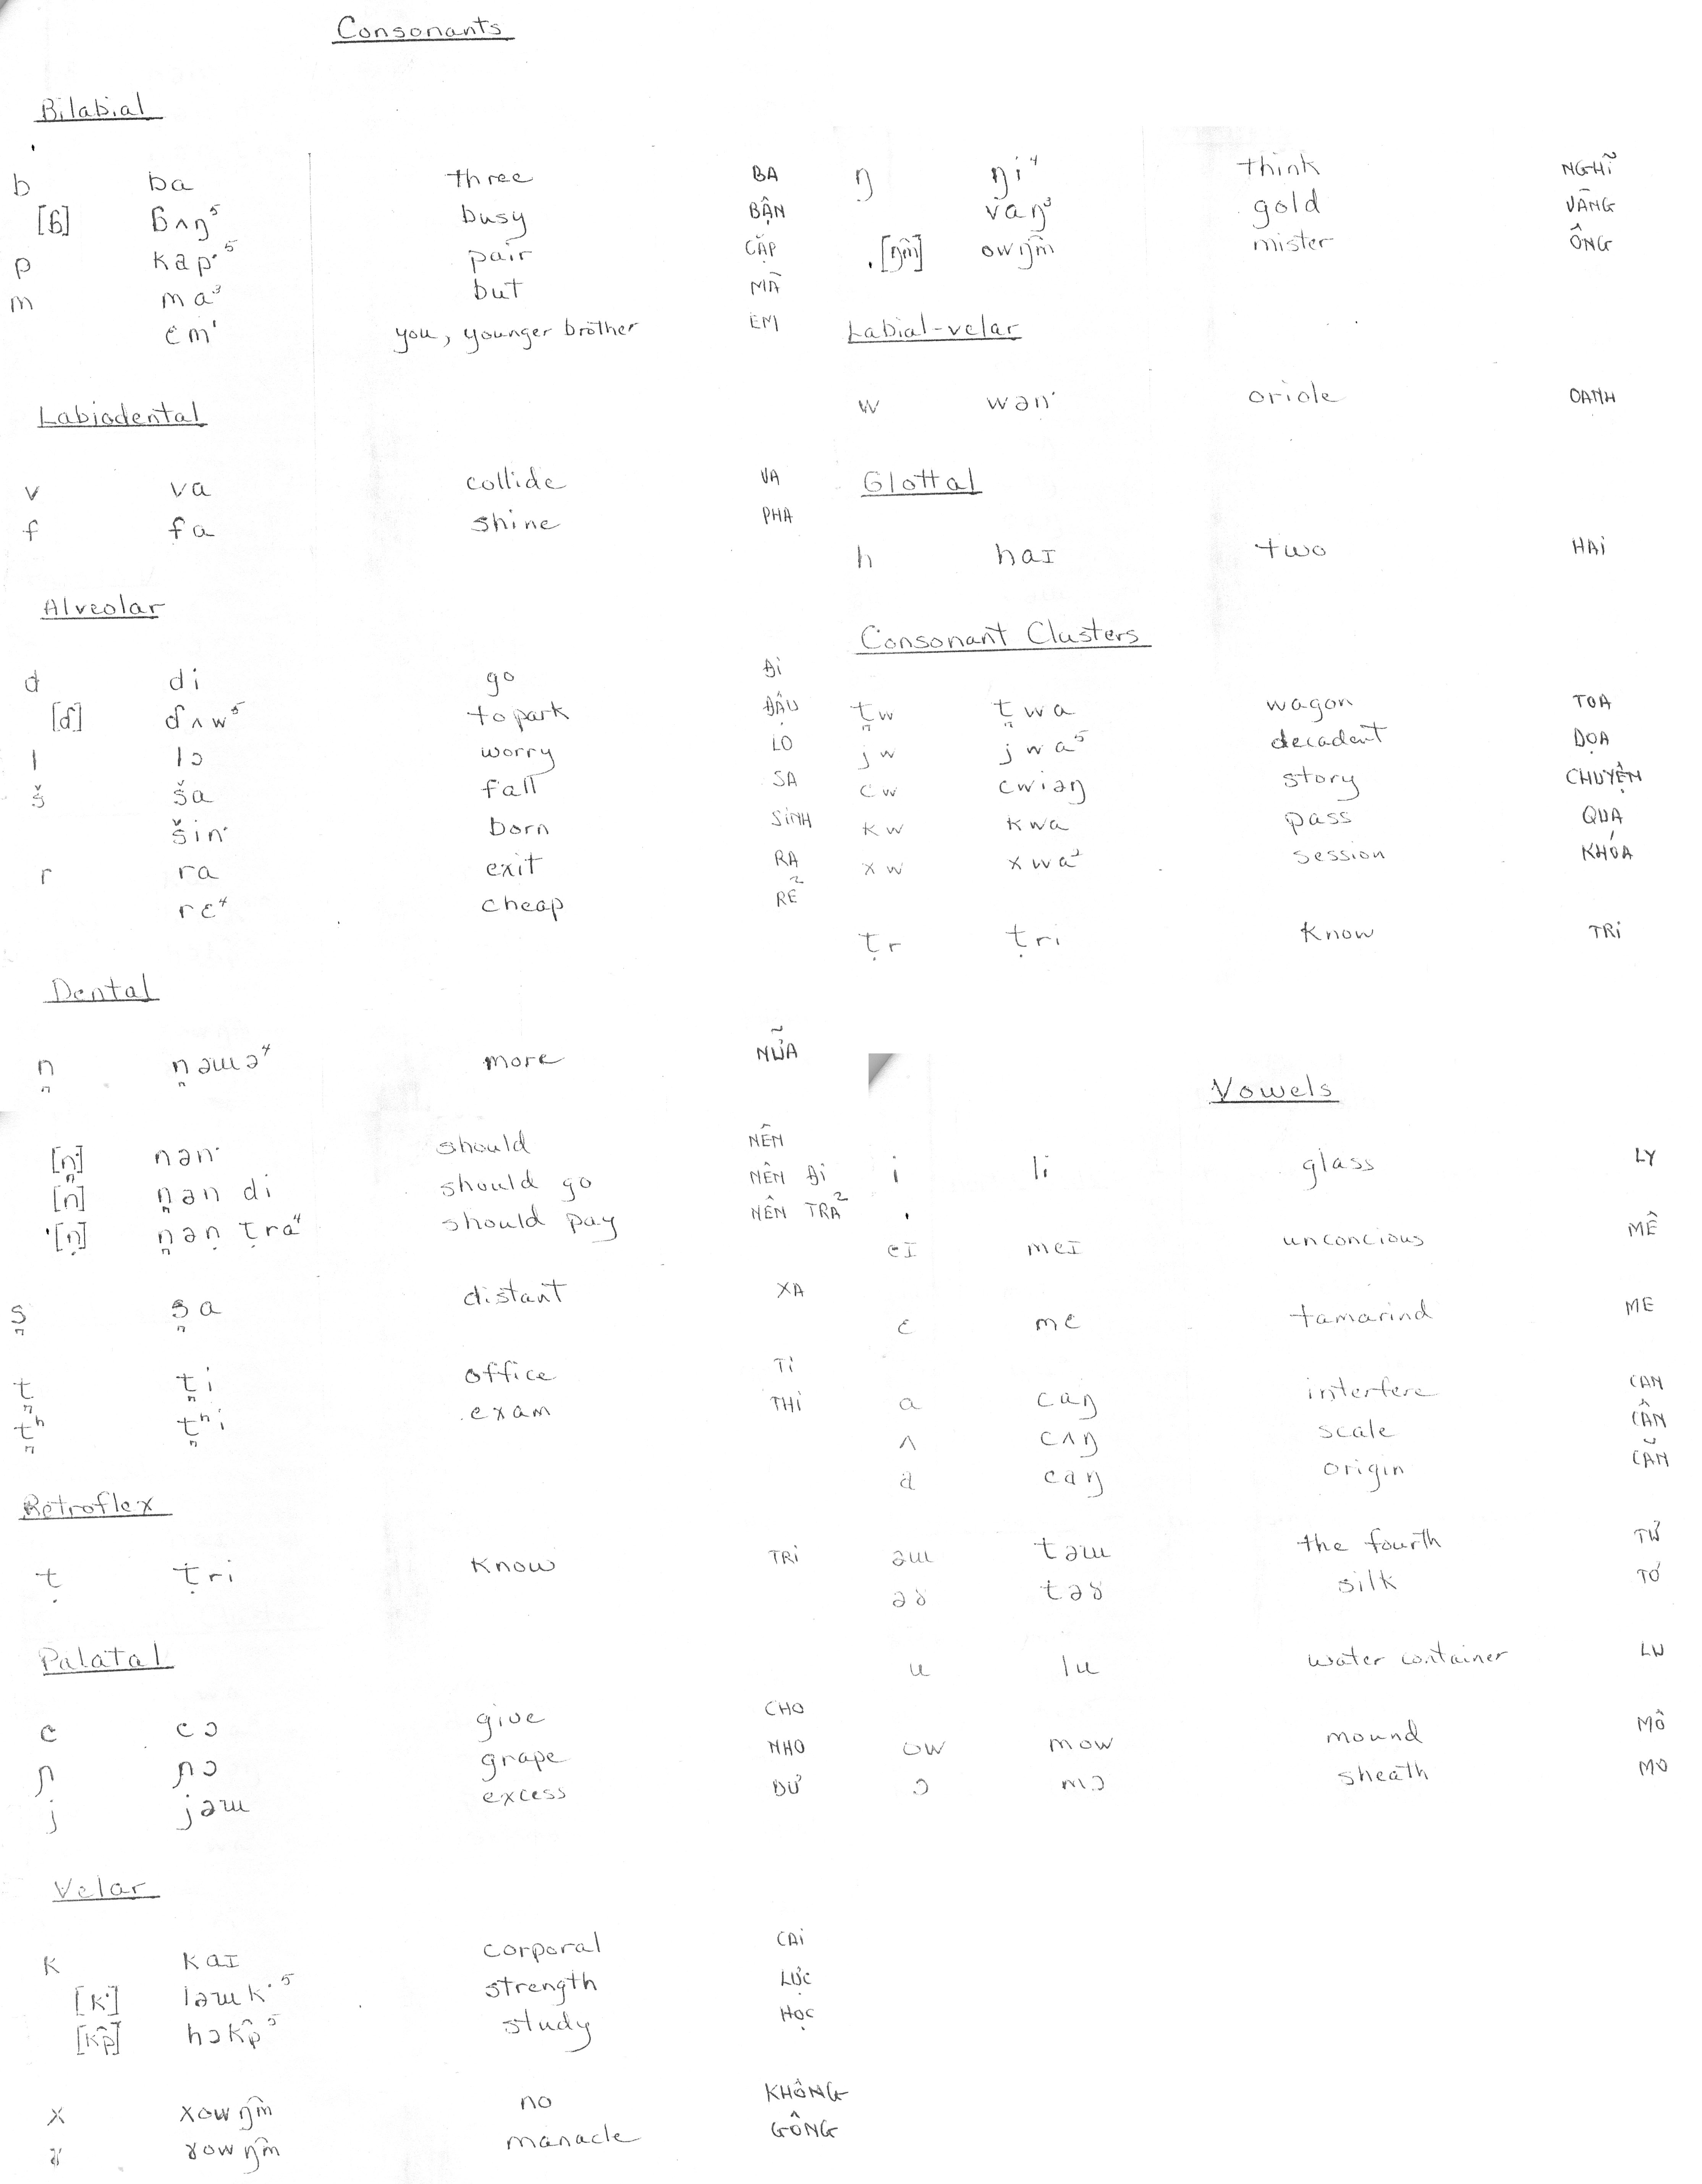 Consonants
Bilabial
b ba three BA
[ɓ] ɓʌŋ⁵ busy BẬN
p kap̚⁵ pair CẶP
m ma³ but MÀ
ɛm¹ you, younger brother EM
Labiodental
v va collide VA
f fa shine PHA
Alveolar
d di go ĐI
[ɗ] ɗʌw⁵ to park ĐẬU
l lɔ worry LO
š ša fall SA
šin̚ born SINH
r ra exit RA
rɛ⁴ cheap RẺ
Dental
n̪ n̪əɯə⁴ more NỮA
[n̪̚] nən̚ should NÊN
[n] n̪ən di should go NÊN ĐI
[ṇ] n̪əṇ ṭra⁴ should pay NÊN TRẢ
s̪ s̪a distant XA
t̪ t̪i office TI
t̪ʰ t̪ʰi exam THI
Retroflex
ṭ ṭri know TRI
Palatal
c cɔ give CHO
ɲ ɲɔ grape NHO
j jəɯ excess DƯ
Velar
k kaɪ corporal CAI
[k̚] ləɯk̚⁵ strength LỰC
[k͡p] hɔk͡p⁵ study HỌC
x xowŋ͡m no KHÔNG
ɣ ɣowŋ͡m manacle GÔNG
ŋ ŋi⁴ think NGHĨ
vaŋ³ gold VÀNG
[ŋ͡m] owŋ͡m mister ÔNG
Labial-velar
w wən̚ oriole OANH
Glottal
h haɪ two HAI
Consonant Clusters
t̪w t̪wa wagon TOA
jw jwa⁵ decadent DỌA
cw cwiəŋ story CHUYỆN
kw kwa pass QUA
xw xwa² session KHÓA
ṭr ṭri know TRI
Vowels
i li glass LY
eɪ meɪ unconcious MÊ
ɛ mɛ tamarind ME
a caŋ interfere CAN
ʌ cʌŋ scale CÂN
ă căŋ origin CĂN
əɯ təɯ the fourth TƯ
əɤ təɤ silk TƠ
u lu water container LU
ow mow mound MÔ
ɔ mɔ sheath MO